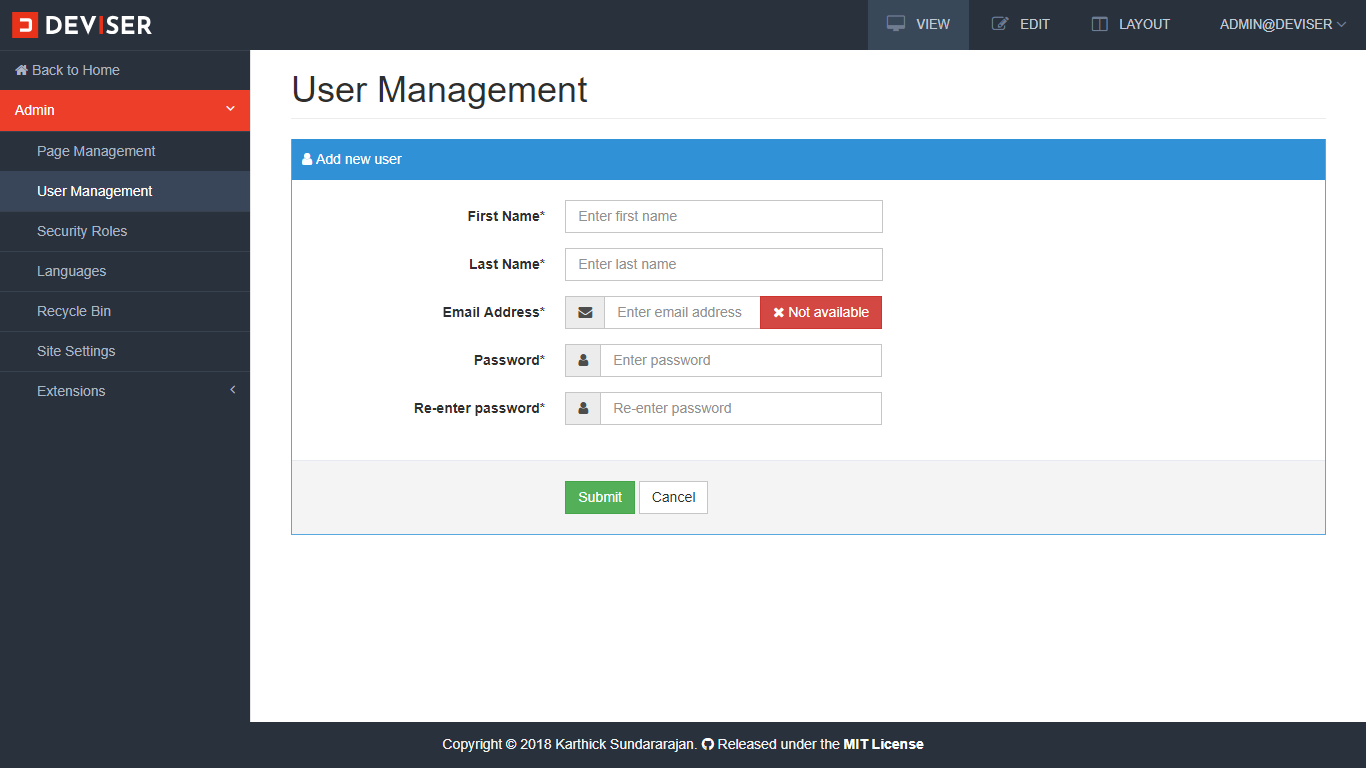 DEVISER
VIEW
EDIT
LAYOUT
ADMIN@DEVISER
Back to Home
Admin
Page Management
User Management
Security Roles
Languages
Recycle Bin
Site Settings
Extensions
User Management
Add new user
First Name*
Enter first name
Last Name*
Enter last name
Email Address*
Enter email address
Not available
Password*
Enter password
Re-enter password*
Re-enter password
Submit
Cancel
Copyright © 2018 Karthick Sundararajan. Released under the MIT License